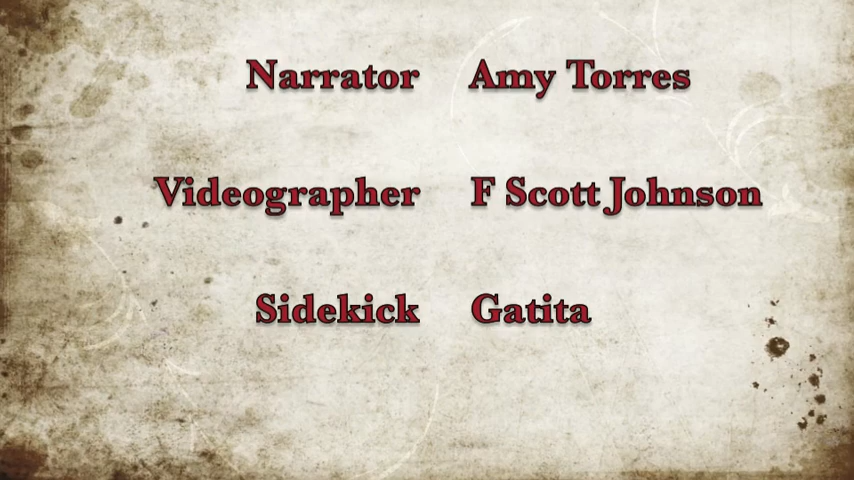 Narrator Amy Torres
Videographer F Scott Johnson
Sidekick Gatita